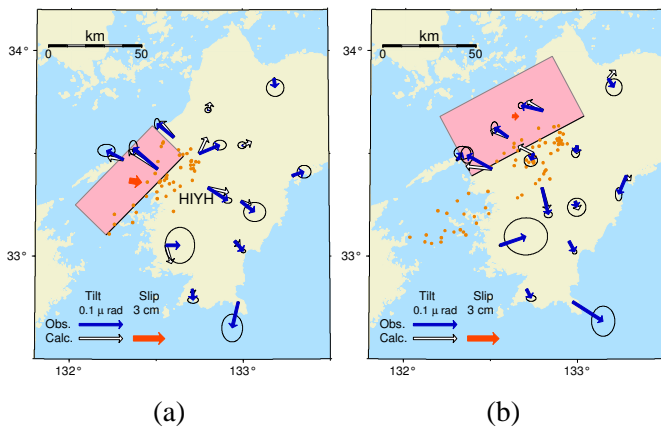 km
0 50
34°
33°
HIYH
Tilt Slip
0.1 μ rad 3 cm
Obs.
Calc.
132° 133°
(a)
km
0 50
34°
33°
Tilt Slip
0.1 μ rad 3 cm
Obs.
Calc.
132° 133°
(b)